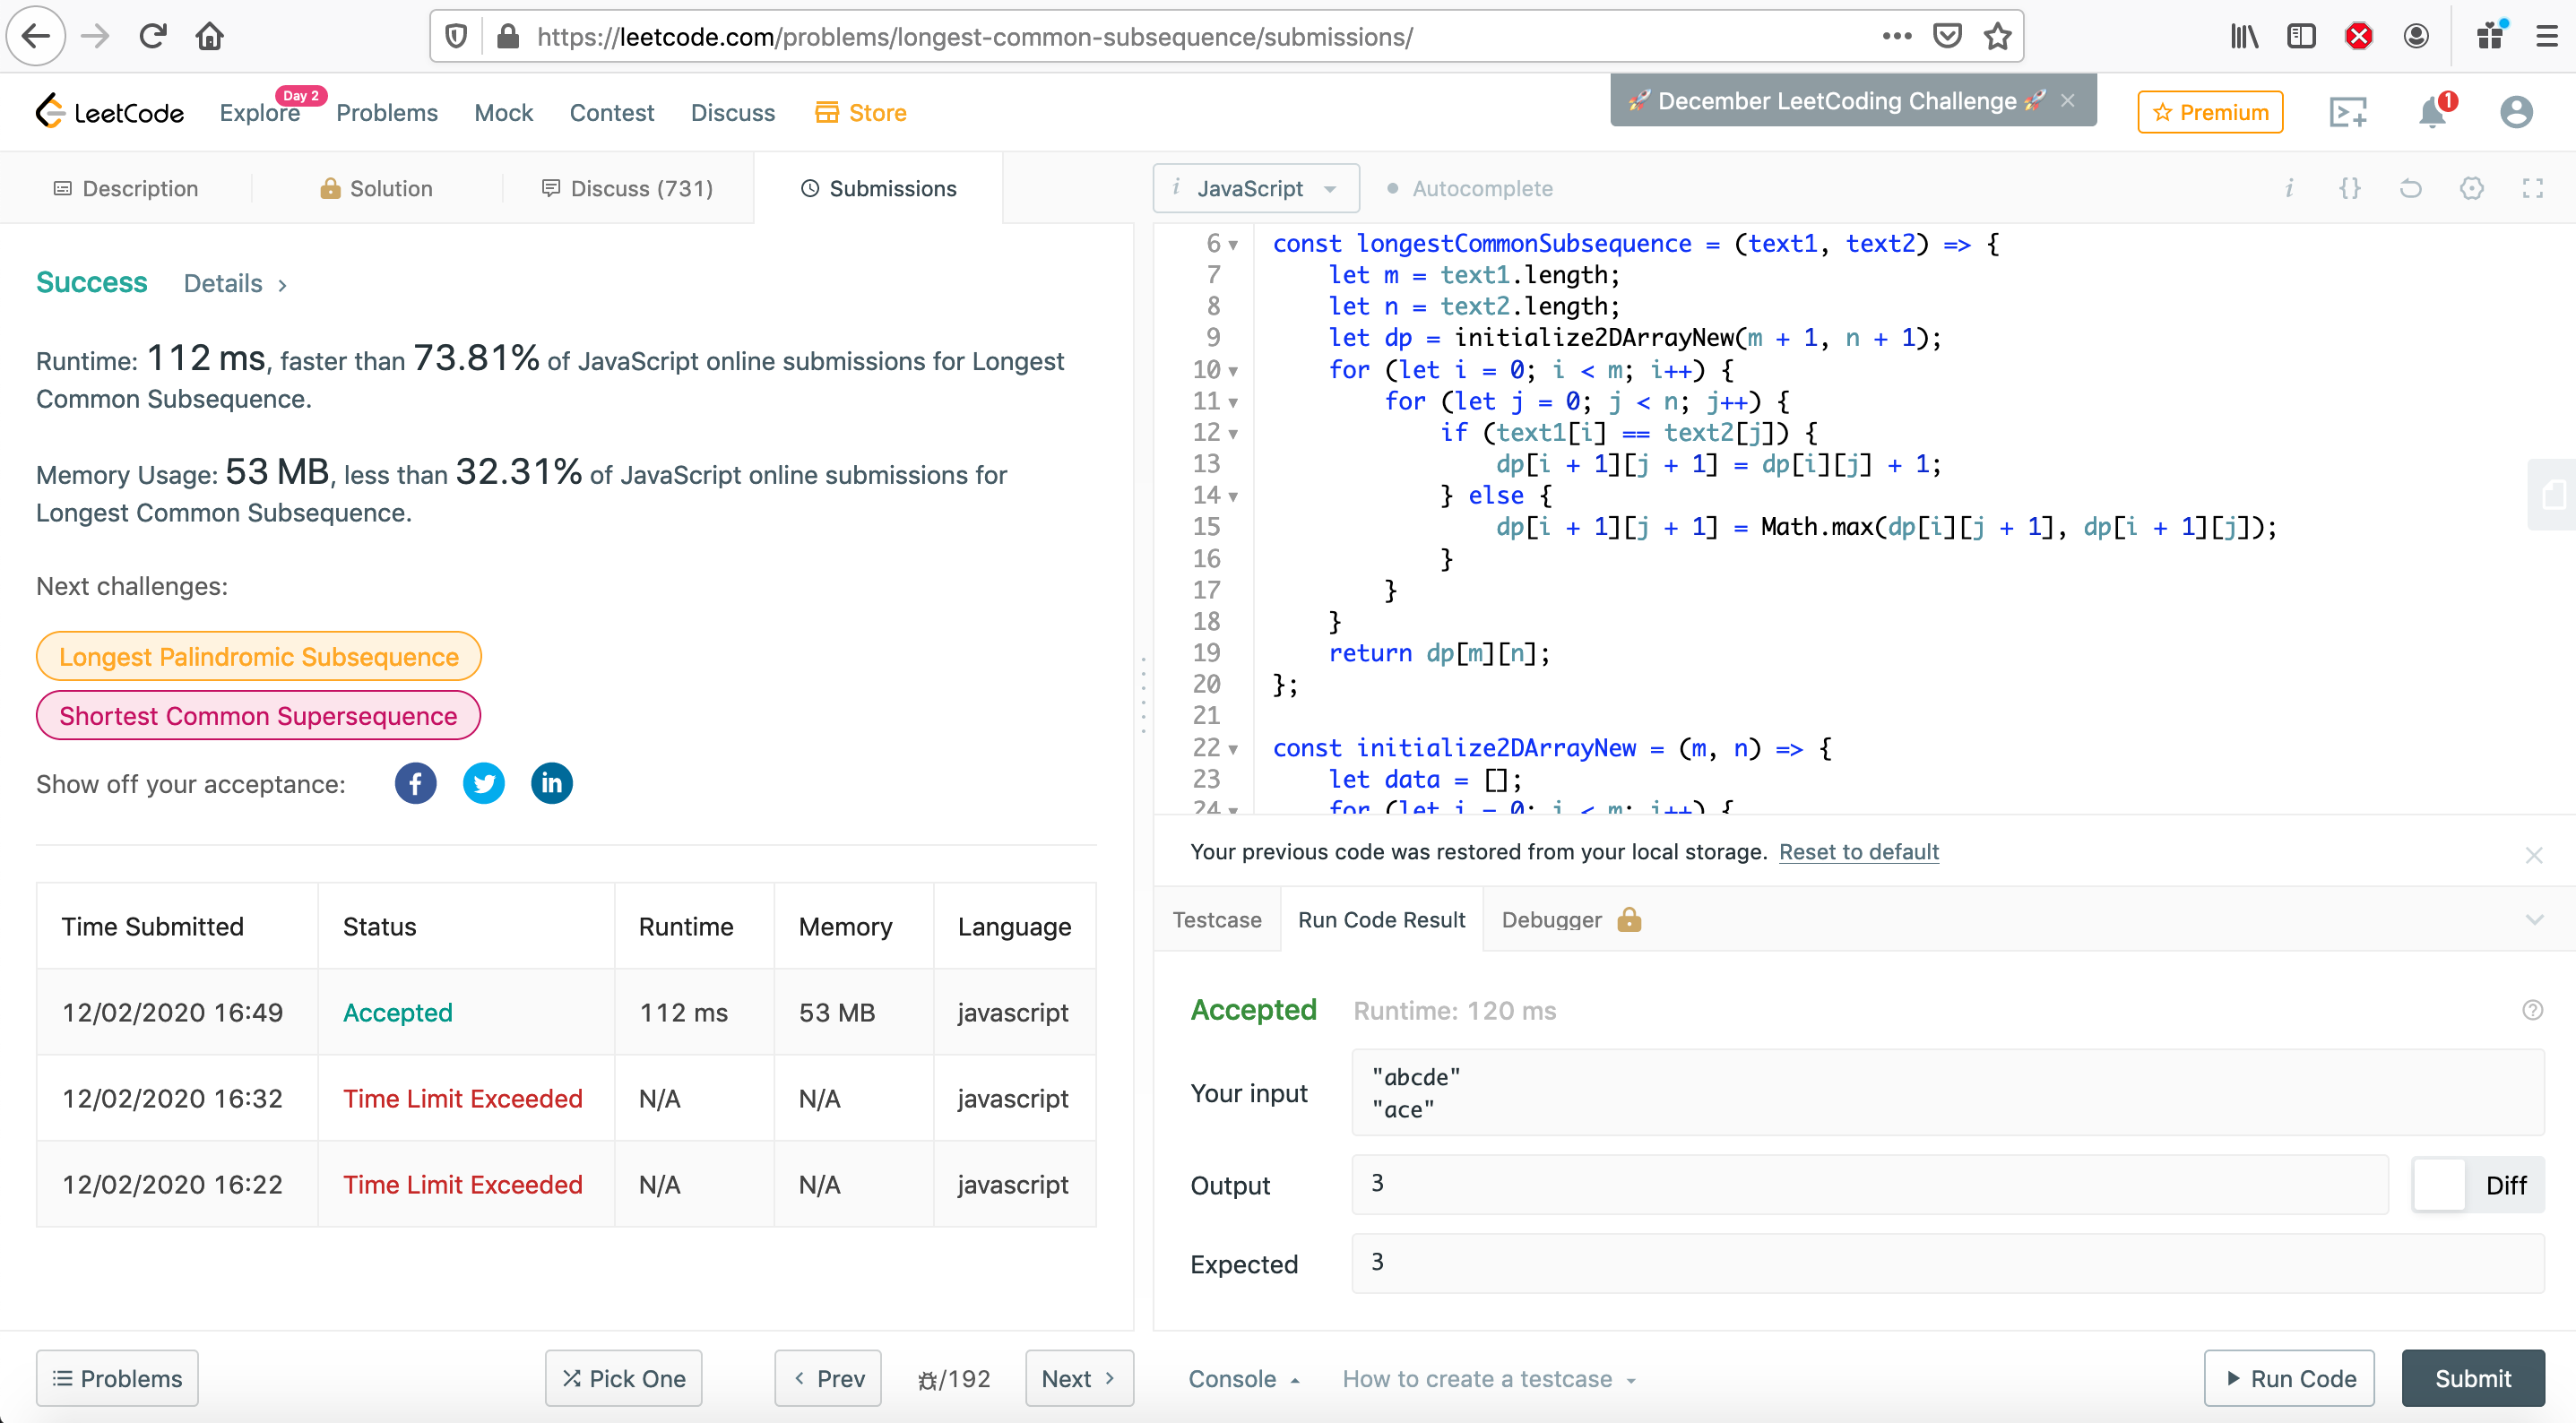 https://leetcode.com/problems/longest-common-subsequence/submissions/
LeetCode
Explore
Day 2
Problems
Mock
Contest
Discuss
Store
🚀 December LeetCoding Challenge 🚀 ×
Premium
1
Description
Solution
Discuss (731)
Submissions
i JavaScript
Autocomplete
i {}
Success Details >
Runtime: 112 ms, faster than 73.81% of JavaScript online submissions for Longest
Common Subsequence.
Memory Usage: 53 MB, less than 32.31% of JavaScript online submissions for
Longest Common Subsequence.
Next challenges:
Longest Palindromic Subsequence
Shortest Common Supersequence
Show off your acceptance: f in
Time Submitted Status Runtime Memory Language
12/02/2020 16:49 Accepted 112 ms 53 MB javascript
12/02/2020 16:32 Time Limit Exceeded N/A N/A javascript
12/02/2020 16:22 Time Limit Exceeded N/A N/A javascript
6 const longestCommonSubsequence = (text1, text2) => {
7 let m = text1.length;
8 let n = text2.length;
9 let dp = initialize2DArrayNew(m + 1, n + 1);
10 for (let i = 0; i < m; i++) {
11 for (let j = 0; j < n; j++) {
12 if (text1[i] == text2[j]) {
13 dp[i + 1][j + 1] = dp[i][j] + 1;
14 } else {
15 dp[i + 1][j + 1] = Math.max(dp[i][j + 1], dp[i + 1][j]);
16 }
17 }
18 }
19 return dp[m][n];
20 };
21
22 const initialize2DArrayNew = (m, n) => {
23 let data = [];
24 for (let i = 0; i < m; i++) {
Your previous code was restored from your local storage. Reset to default
Testcase
Run Code Result
Debugger
Accepted Runtime: 120 ms
Your input
"abcde"
"ace"
Output 3
Diff
Expected 3
Problems
Pick One
< Prev
/192
Next >
Console
How to create a testcase
Run Code
Submit